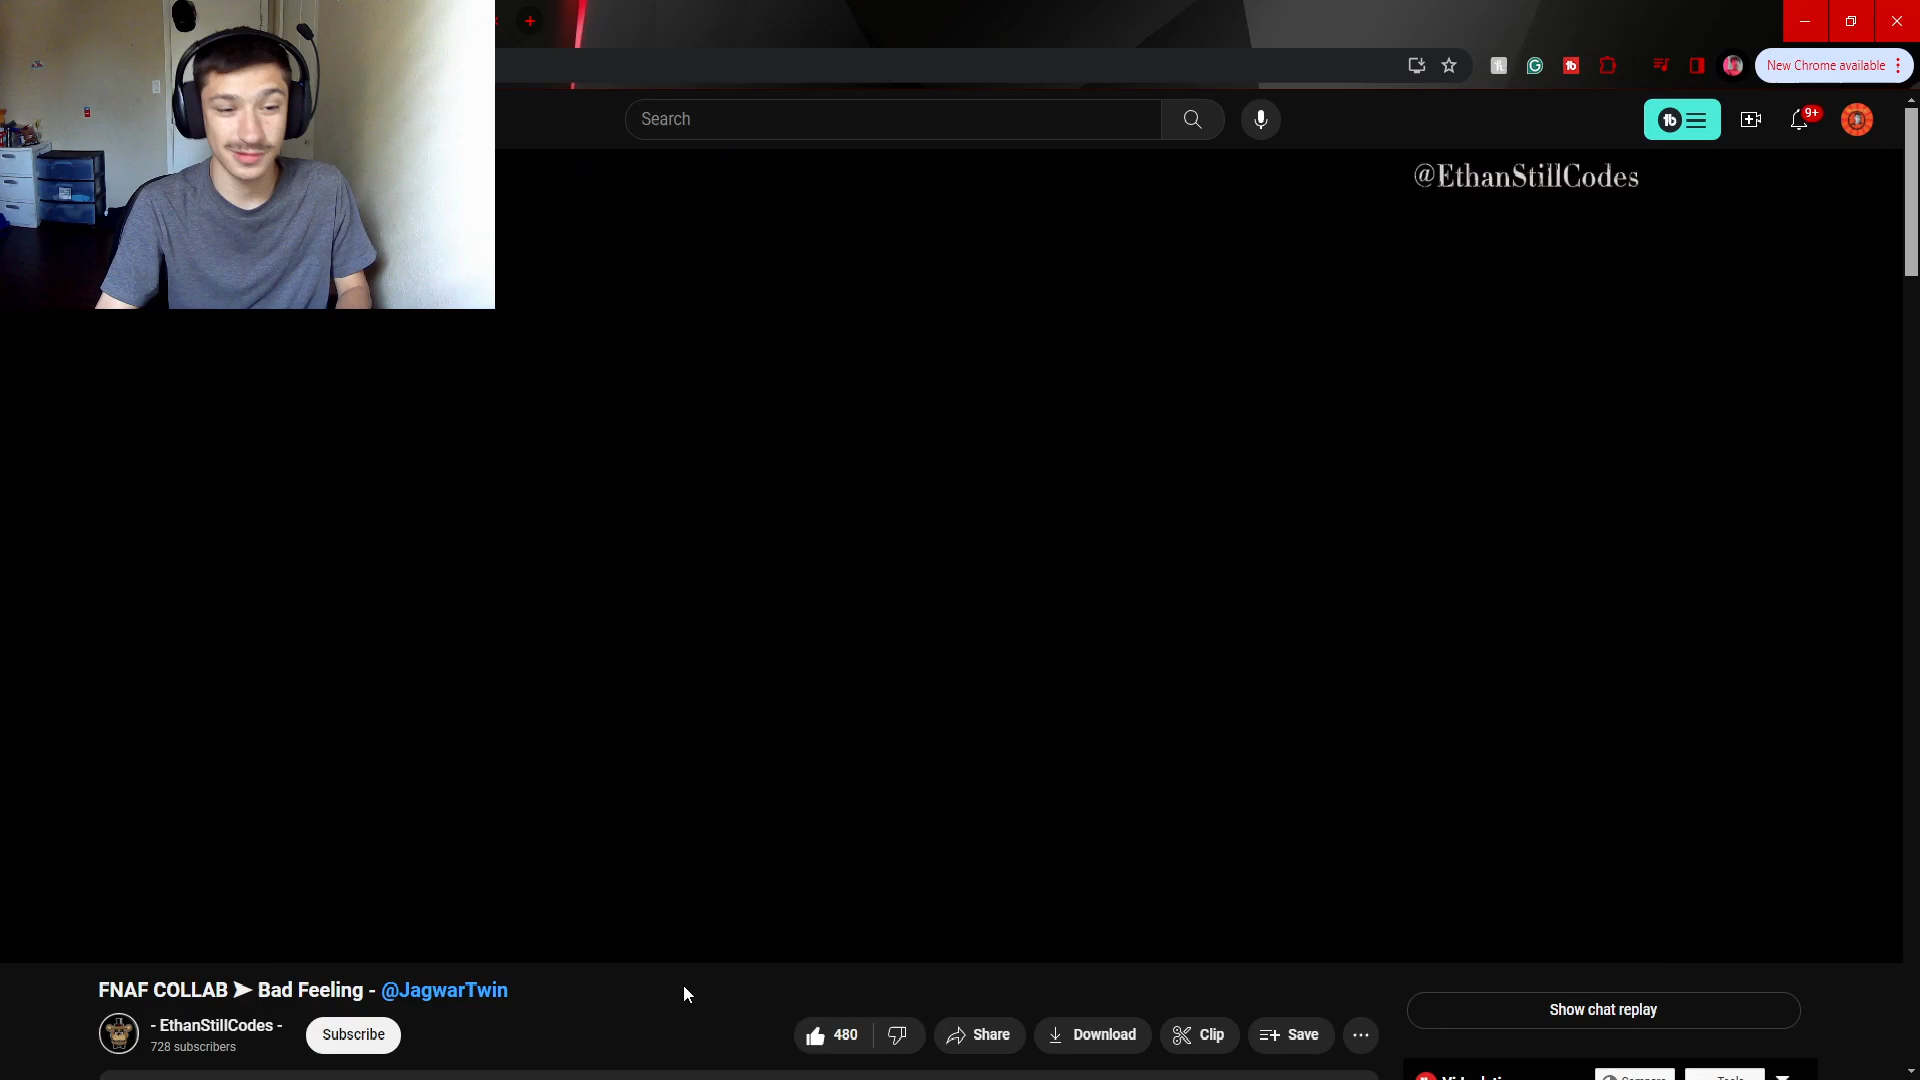 New Chrome available
Search
9+
@EthanStillCodes
FNAF COLLAB ➤ Bad Feeling - @JagwarTwin
- EthanStillCodes -
728 subscribers
Subscribe
480
Share
Download
Clip
Save
Show chat replay